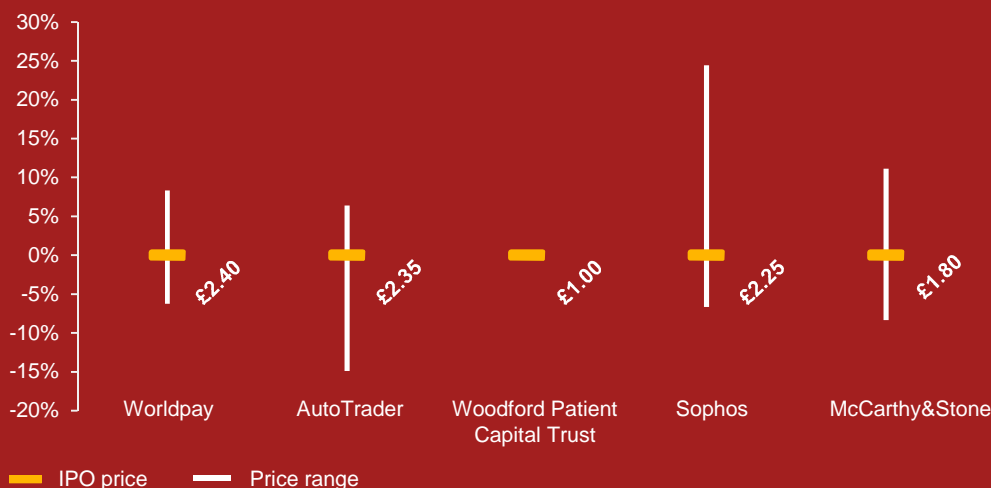 30%
25%
20%
15%
10%
5%
0%
-5%
-10%
-15%
-20%
£2.40
£2.35
£1.00
£2.25
£1.80
Worldpay
AutoTrader
Woodford Patient
Capital Trust
Sophos
McCarthy&Stone
IPO price
Price range